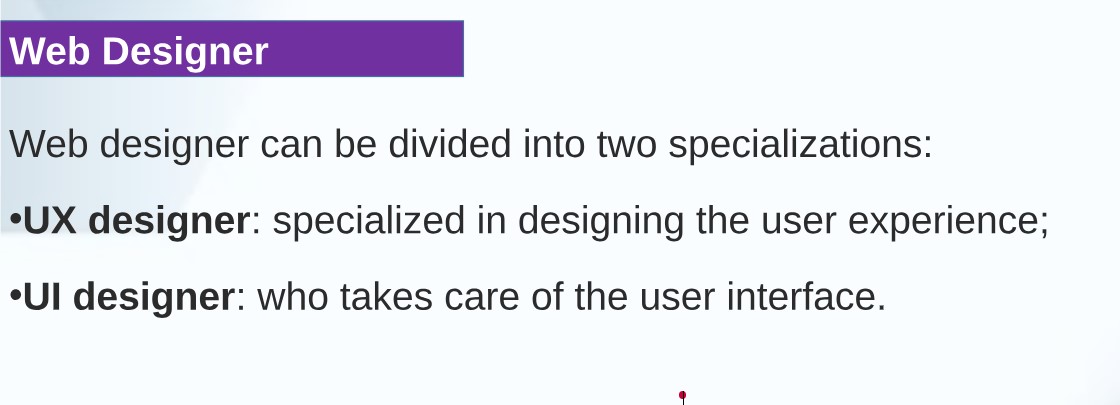 Web Designer
Web designer can be divided into two specializations:
•UX designer: specialized in designing the user experience;
•UI designer: who takes care of the user interface.